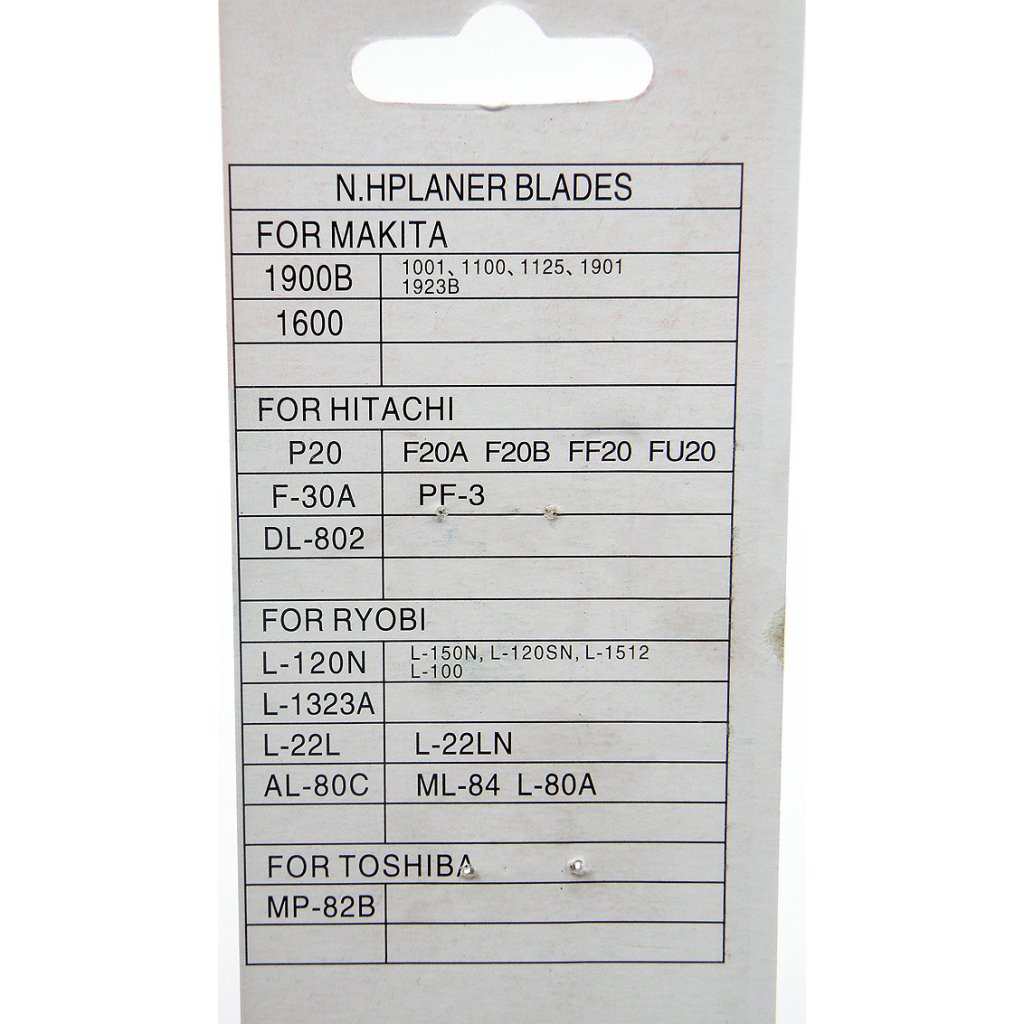 N.HPLANER BLADES
FOR MAKITA
1900B 1001、1100、1125、1901
1923B
1600
FOR HITACHI
P20 F20A F20B FF20 FU20
F-30A PF-3
DL-802
FOR RYOBI
L-120N L-150N, L-120SN, L-1512
L-100
L-1323A
L-22L L-22LN
AL-80C ML-84 L-80A
FOR TOSHIBA
MP-82B